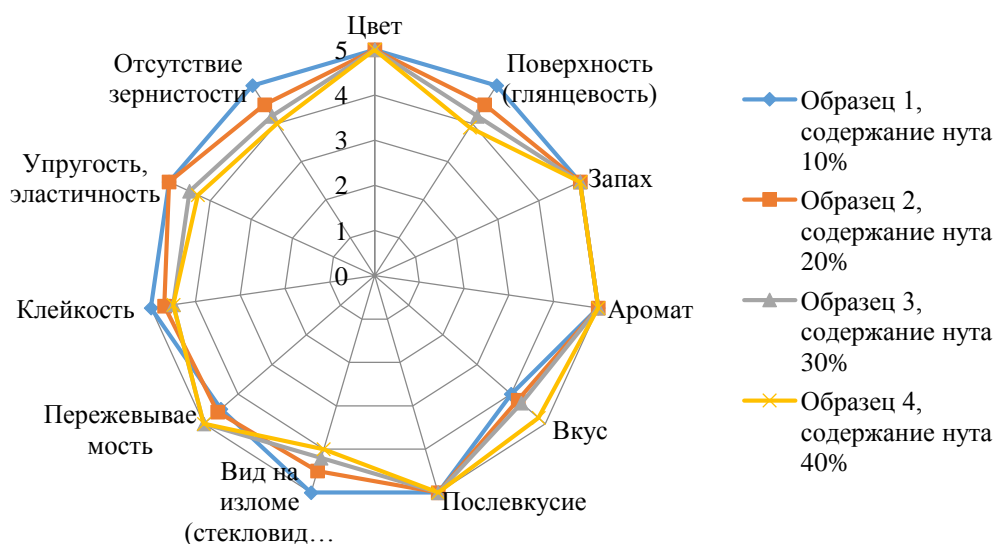 Цвет
Поверхность
(глянцевость)
Запах
Аромат
Вкус
Послевкусие
Вид на
изломе
(стекловид…
Пережевывае
мость
Клейкость
Упругость,
эластичность
Отсутствие
зернистости
5
4
3
2
1
0
Образец 1,
содержание нута
10%
Образец 2,
содержание нута
20%
Образец 3,
содержание нута
30%
Образец 4,
содержание нута
40%